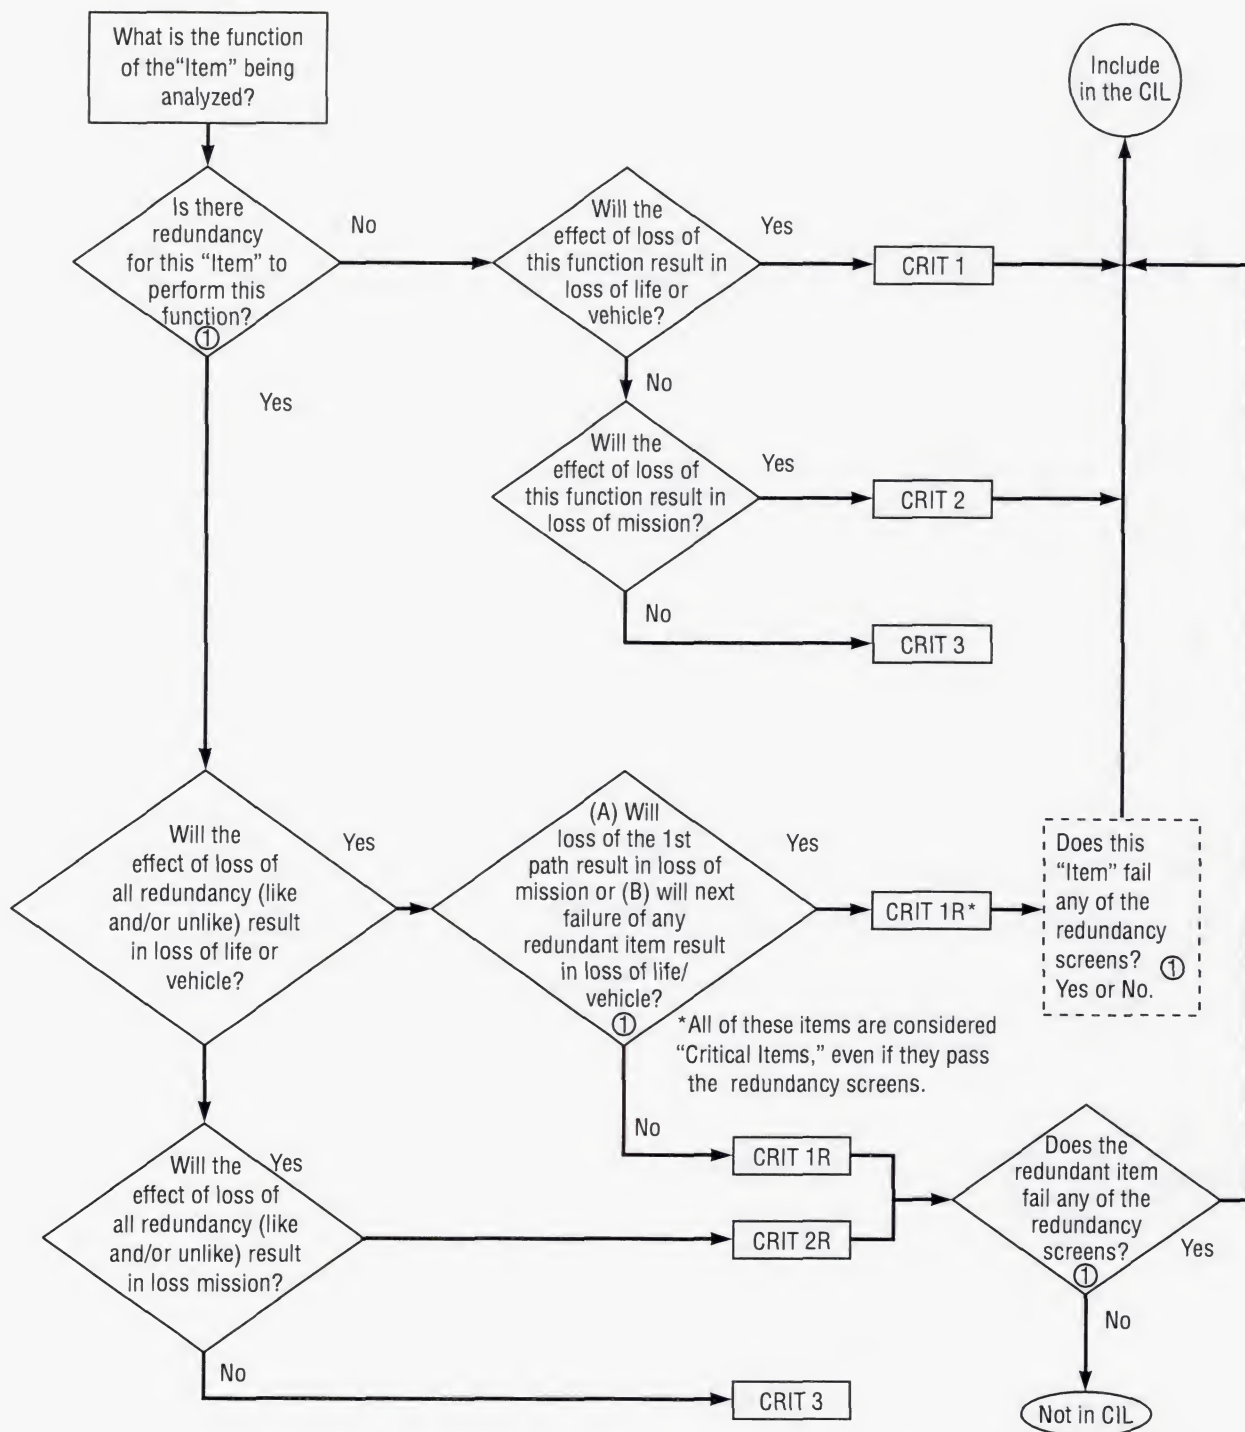 What is the function
of the“Item” being
analyzed?
Include
in the CIL
Is there
redundancy
for this “Item” to
perform this
function?
①
No
Yes
Will the
effect of loss of
this function result in
loss of life or
vehicle?
Yes
CRIT 1
No
Will the
effect of loss of
this function result in
loss of mission?
Yes
CRIT 2
No
CRIT 3
Will the
effect of loss of
all redundancy (like
and/or unlike) result
in loss of life or
vehicle?
Yes
(A) Will
loss of the 1st
path result in loss of
mission or (B) will next
failure of any
redundant item result
in loss of life/
vehicle?
①
Yes
CRIT 1R*
Does this
“Item” fail
any of the
redundancy
screens? ①
Yes or No.
*All of these items are considered
“Critical Items,” even if they pass
the redundancy screens.
No
CRIT 1R
Will the
effect of loss of
all redundancy (like
and/or unlike) result
in loss mission?
Yes
CRIT 2R
Does the
redundant item
fail any of the
redundancy
screens?
①
Yes
No
Not in CIL
No
CRIT 3